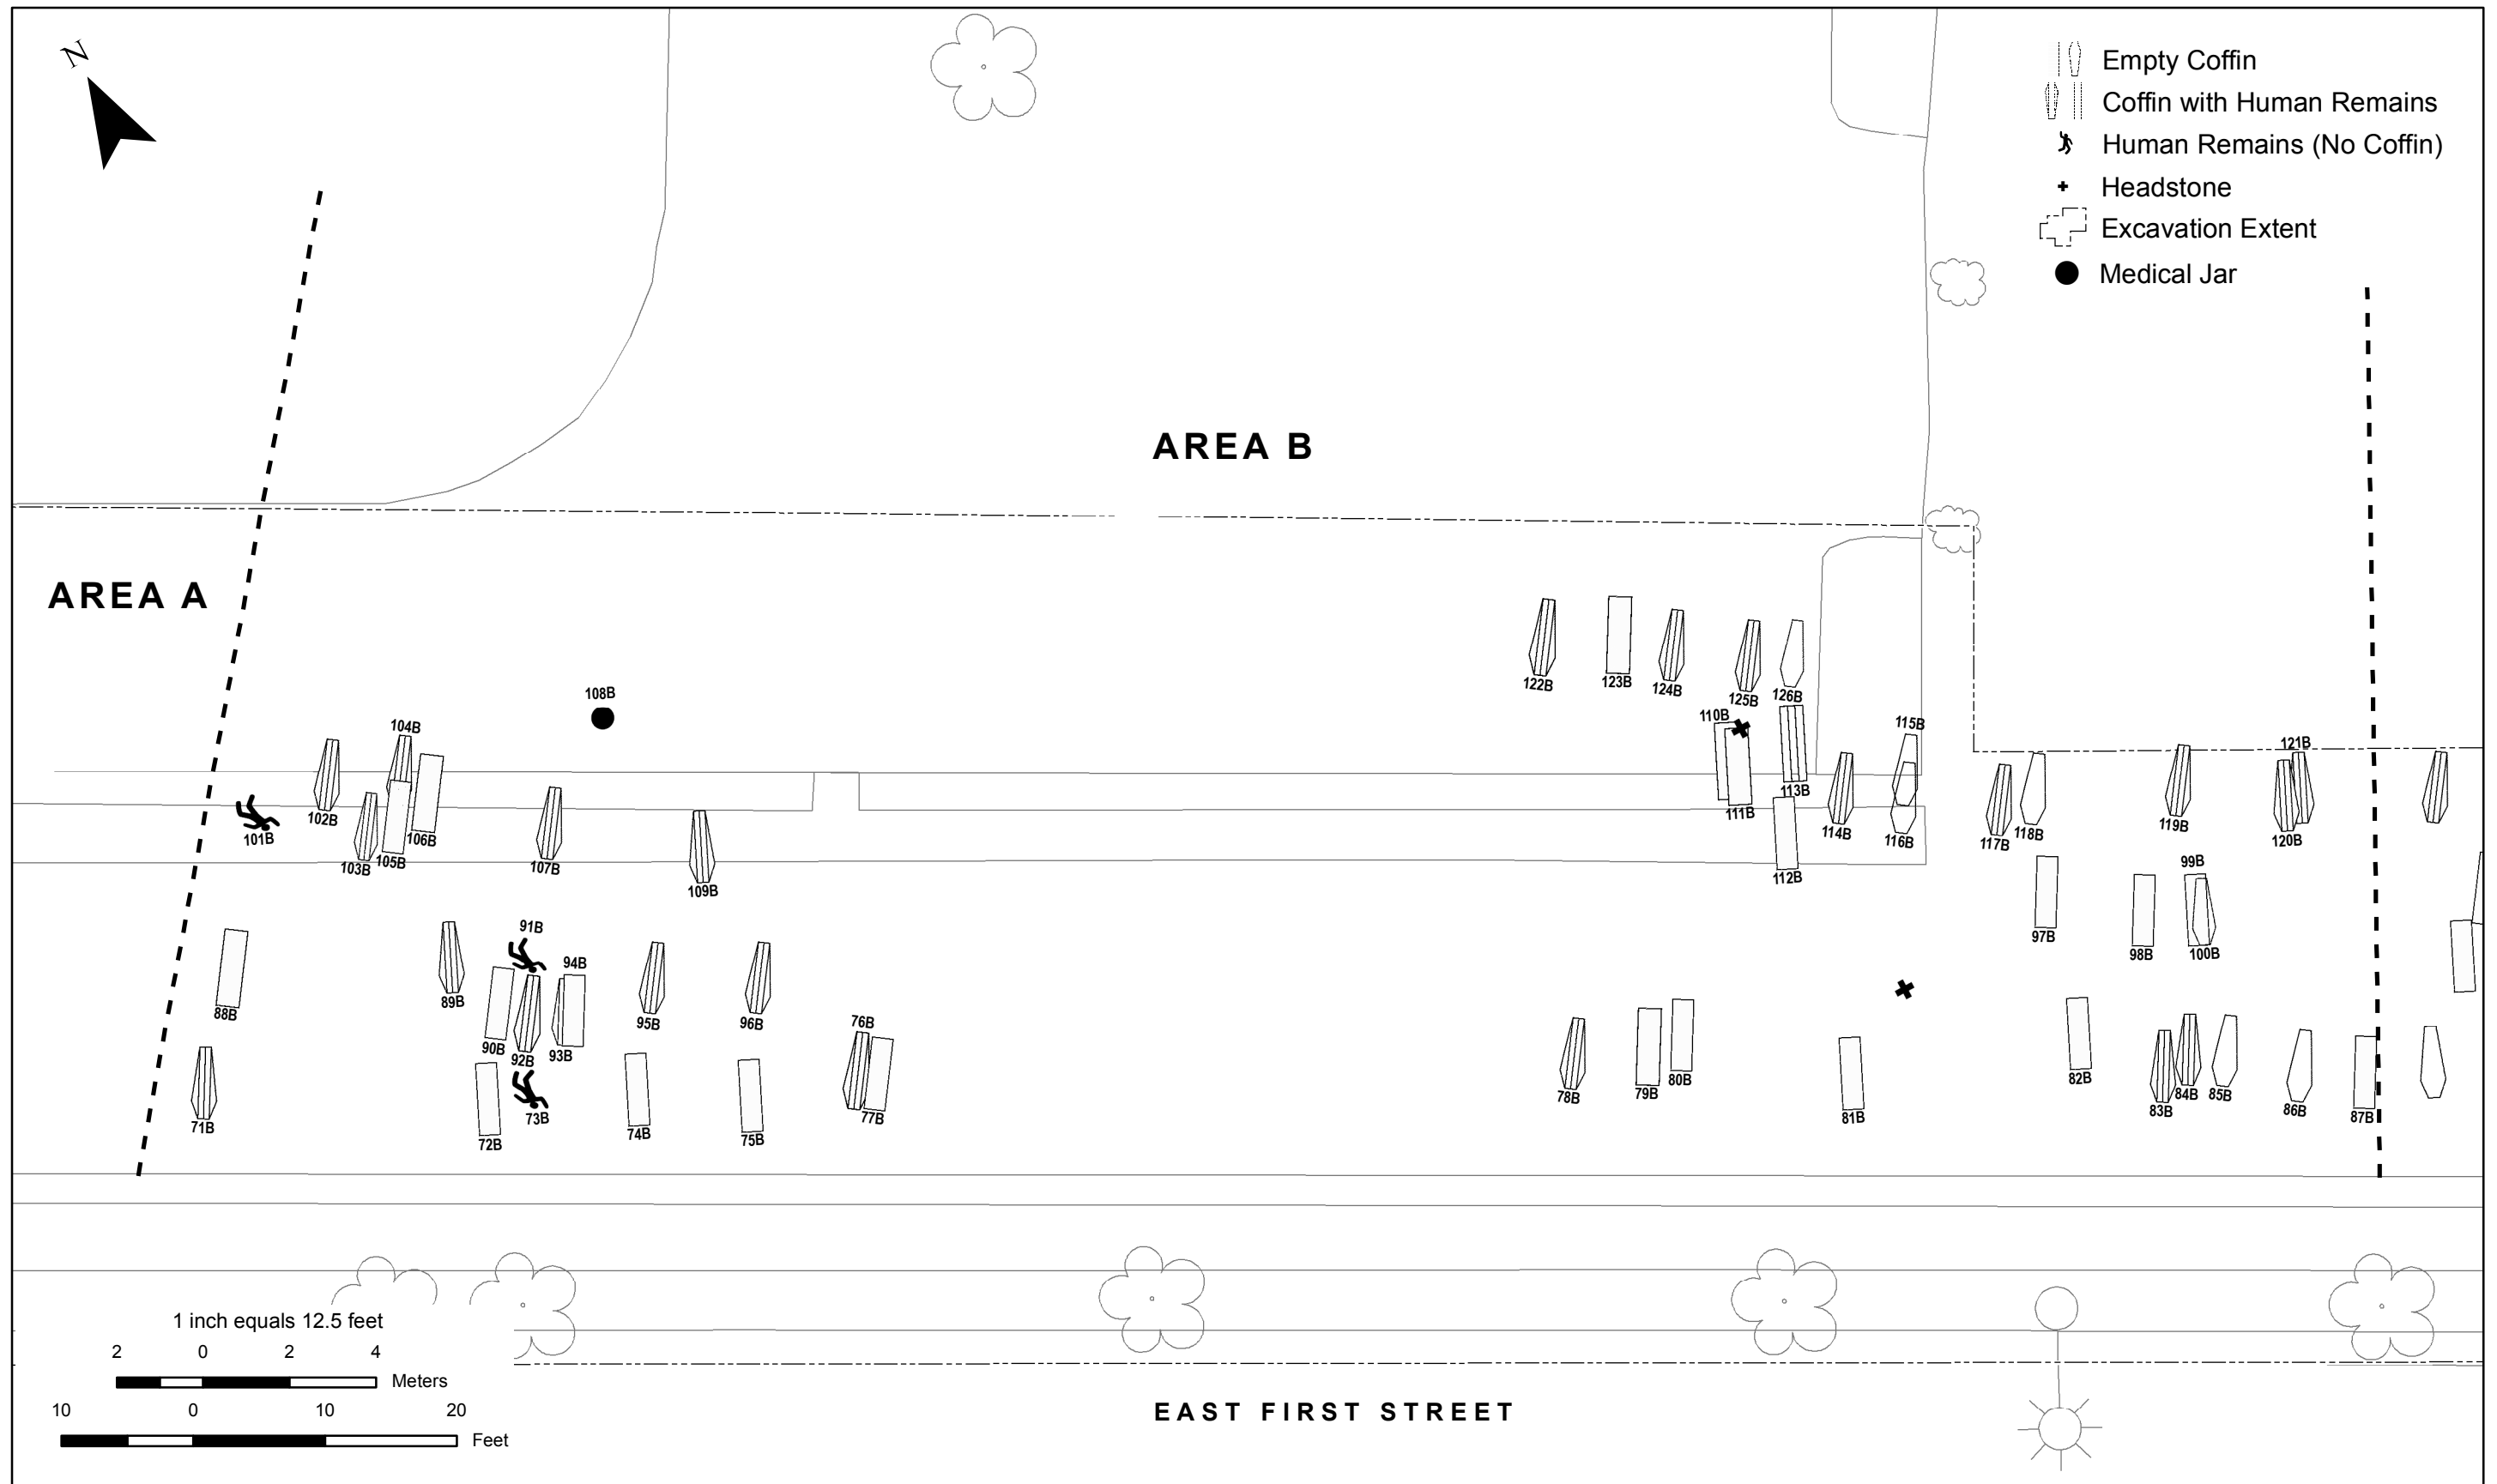 N
Empty Coffin
Coffin with Human Remains
Human Remains (No Coffin)
Headstone
Excavation Extent
Medical Jar
AREA B
AREA A
122B
123B
124B
125B
126B
108B
110B
115B
104B
121B
111B
113B
114B
116B
117B
118B
119B
120B
101B
102B
103B
105B
106B
107B
109B
112B
99B
97B
98B
100B
91B
94B
88B
89B
90B
92B
93B
95B
96B
76B
71B
72B
73B
74B
75B
77B
78B
79B
80B
81B
82B
83B
84B
85B
86B
87B
1 inch equals 12.5 feet
2 0 2 4
Meters
10 0 10 20
Feet
EAST FIRST STREET